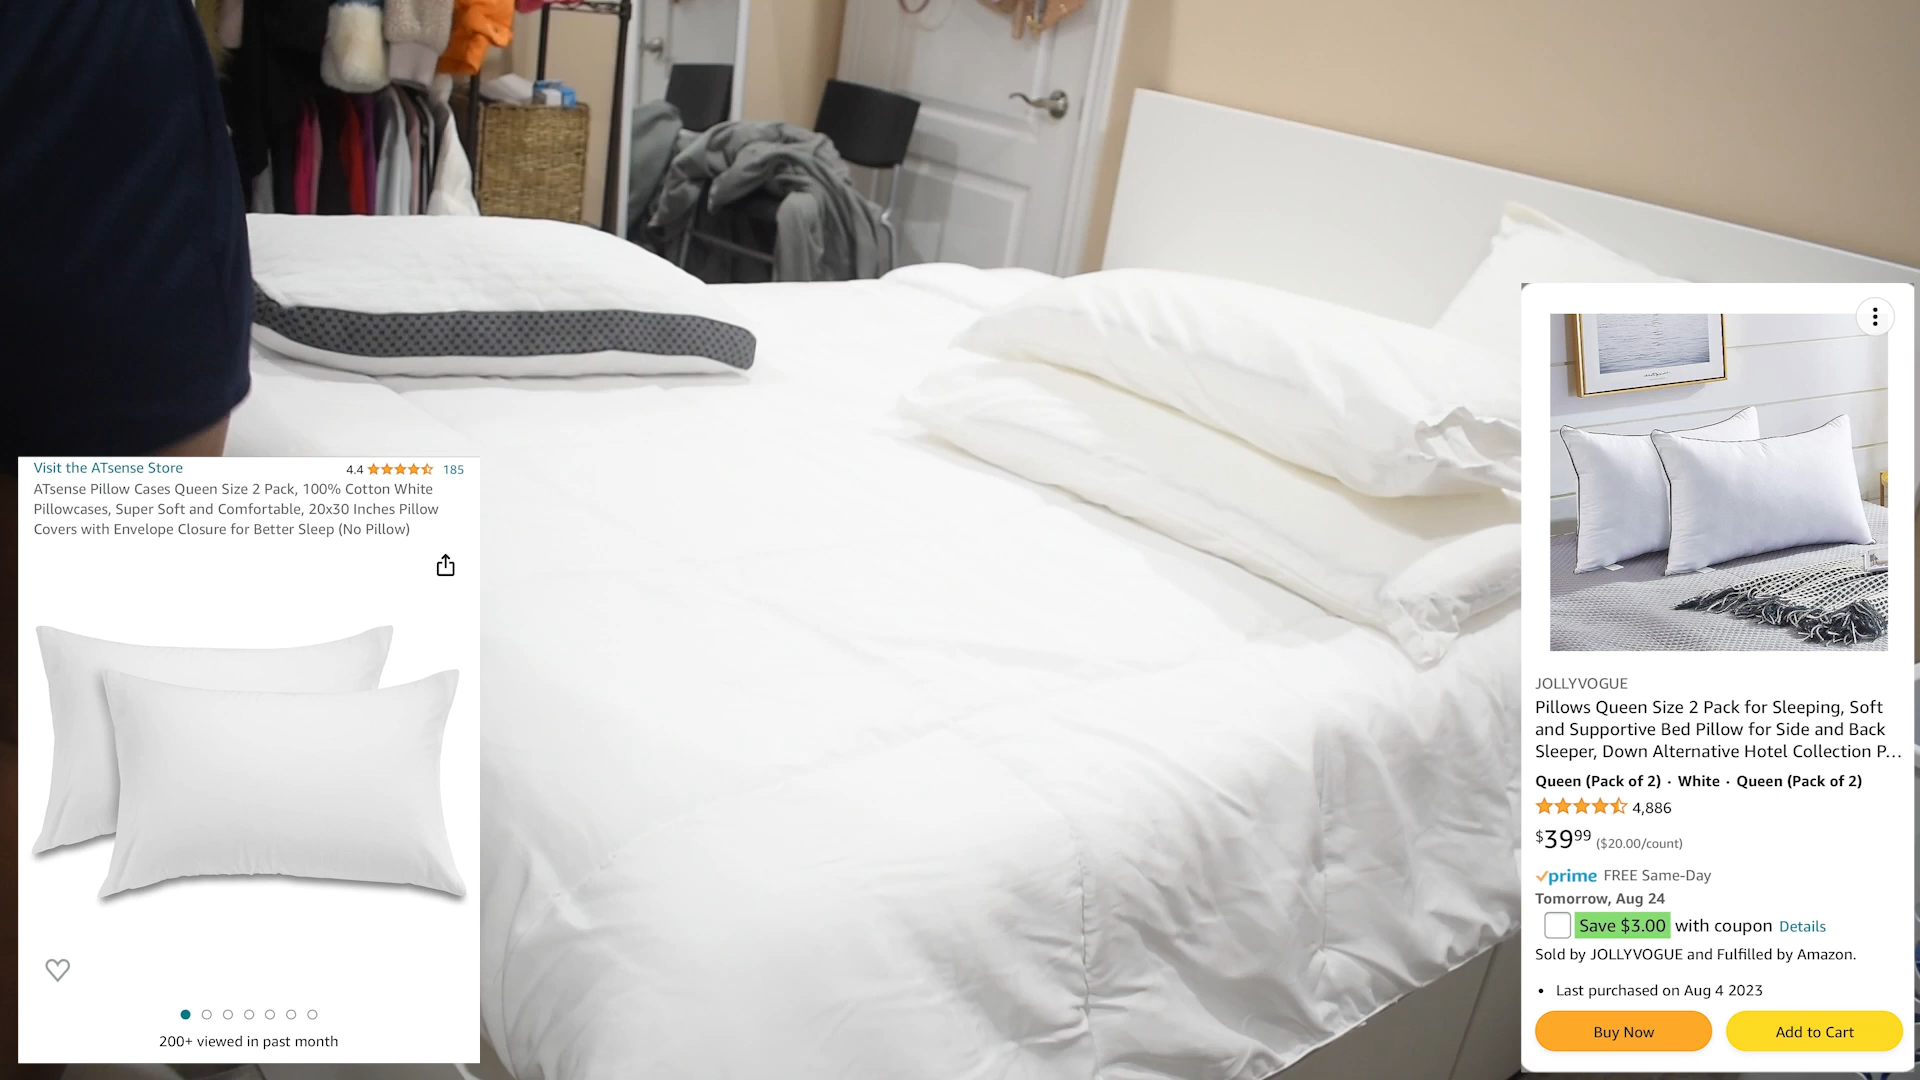 Visit the ATsense Store
4.4 185
ATsense Pillow Cases Queen Size 2 Pack, 100% Cotton White
Pillowcases, Super Soft and Comfortable, 20x30 Inches Pillow
Covers with Envelope Closure for Better Sleep (No Pillow)
200+ viewed in past month
JOLLYVOGUE
Pillows Queen Size 2 Pack for Sleeping, Soft
and Supportive Bed Pillow for Side and Back
Sleeper, Down Alternative Hotel Collection P...
Queen (Pack of 2) · White · Queen (Pack of 2)
4,886
$39.99 ($20.00/count)
prime FREE Same-Day
Tomorrow, Aug 24
Save $3.00 with coupon Details
Sold by JOLLYVOGUE and Fulfilled by Amazon.
• Last purchased on Aug 4 2023
Buy Now
Add to Cart